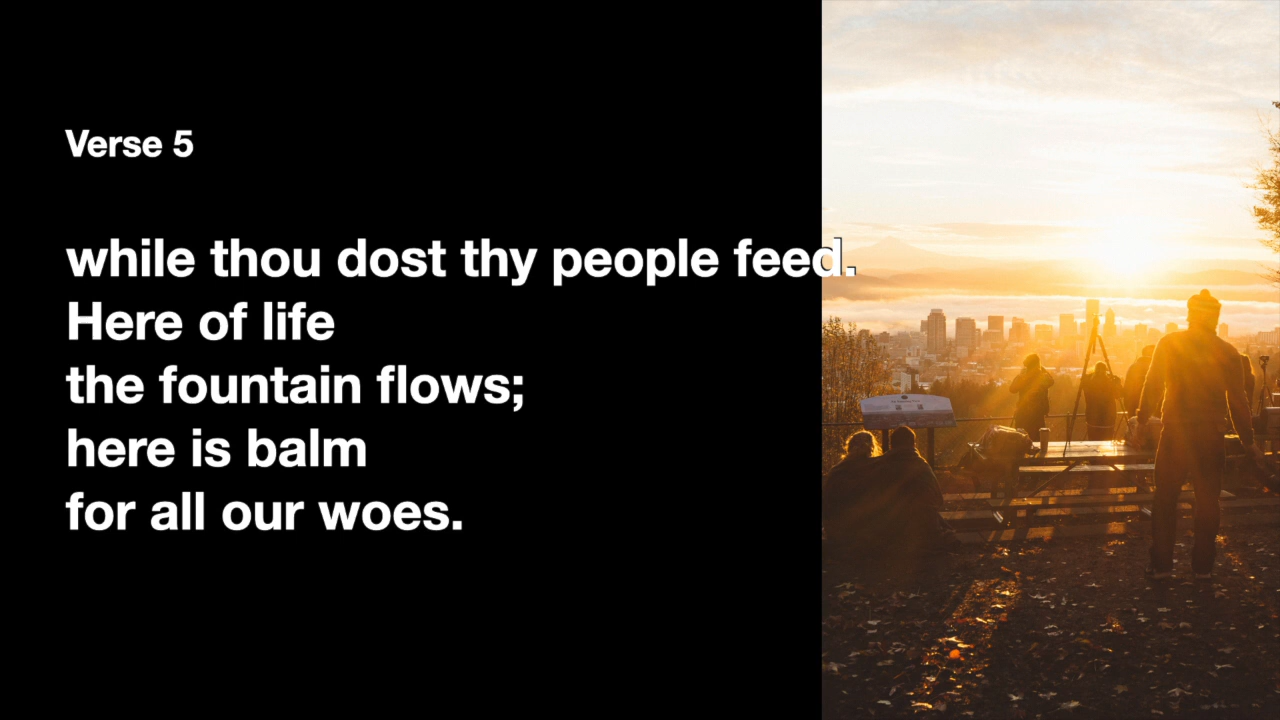 Verse 5
while thou dost thy people feed.
Here of life
the fountain flows;
here is balm
for all our woes.